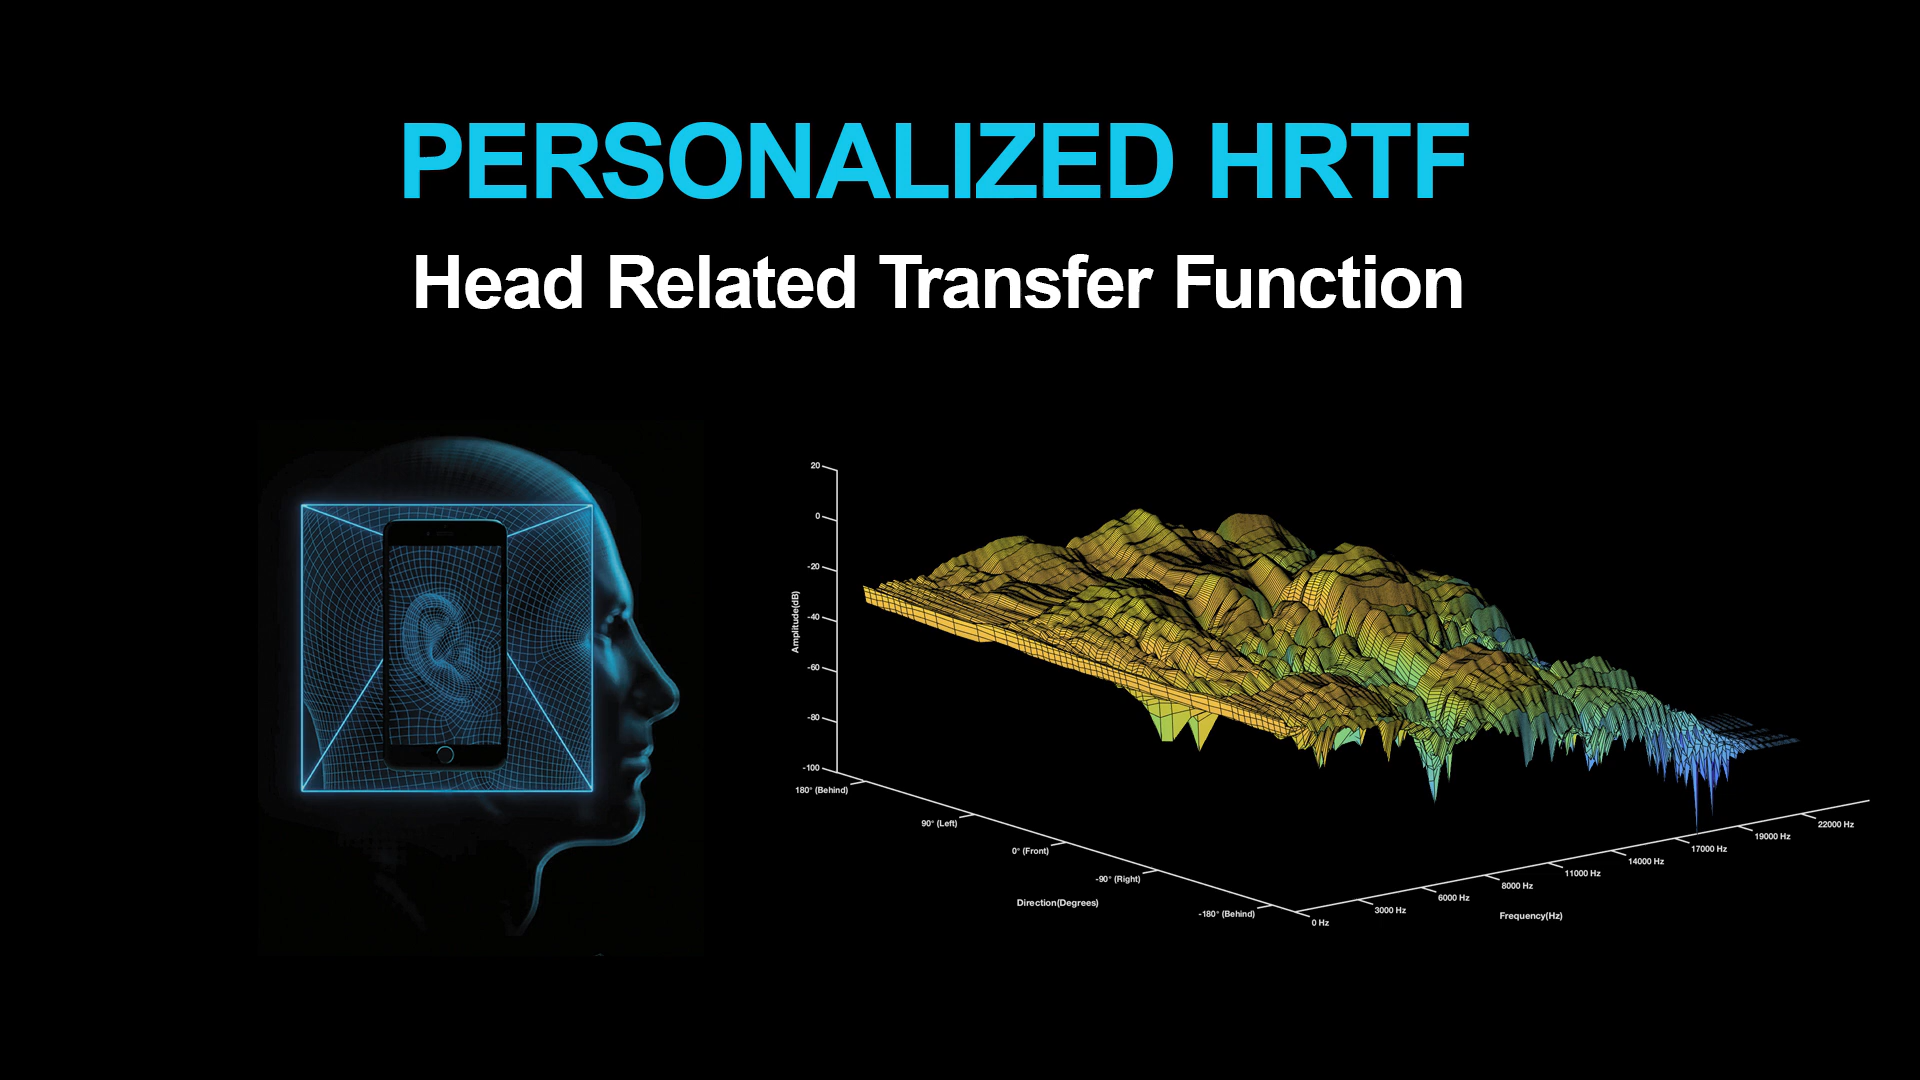 PERSONALIZED HRTF
Head Related Transfer Function
20
0
-20
-40
-60
-80
-100
Amplitude(dB)
180° (Behind)
90° (Left)
0° (Front)
-90° (Right)
-180° (Behind)
Direction(Degrees)
0 Hz
3000 Hz
6000 Hz
8000 Hz
11000 Hz
14000 Hz
17000 Hz
19000 Hz
22000 Hz
Frequency(Hz)